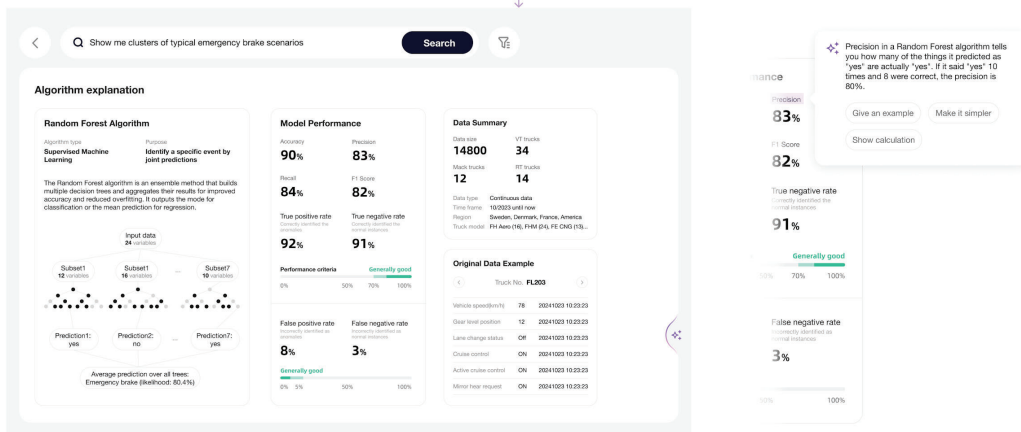 Show me clusters of typical emergency brake scenarios
Search
Algorithm explanation
Random Forest Algorithm
Algorithm type
Purpose
Supervised Machine
Learning
Identify a specific event by
joint predictions
The Random Forest algorithm is an ensemble method that builds
multiple decision trees and aggregates their results for improved
accuracy and reduced overfitting. It outputs the mode for
classification or the mean prediction for regression.
Input data
24 variables
Subset1
12 variables
Subset1
16 variables
...
Subset7
10 variables
Prediction1:
yes
Prediction2:
no
...
Prediction7:
yes
Average prediction over all trees:
Emergency brake (likelihood: 80.4%)
Model Performance
Accuracy
Precision
90%
83%
Recall
F1 Score
84%
82%
True positive rate
Correctly identified the
anomalies
True negative rate
Correctly identified the
normal instances
92%
91%
Performance criteria
Generally good
0% 50% 70% 100%
False positive rate
Incorrectly identified as
anomalies
False negative rate
Incorrectly identified as
normal instances
8%
3%
Generally good
0% 5% 50% 100%
Data Summary
Data size
VT trucks
14800
34
Mack trucks
RT trucks
12
14
Data type Continuous data
Time frame 10/2023 until now
Region Sweden, Denmark, France, America
Truck model FH Aero (16), FHM (24), FE CNG (13)...
Original Data Example
Truck No. FL203
Vehicle speed(km/h) 78 20241023 10:23:23
Gear level position 12 20241023 10:23:23
Lane change status Off 20241023 10:23:23
Cruise control ON 20241023 10:23:23
Active cruise control ON 20241023 10:23:23
Mirror hear request ON 20241023 10:23:23
nance
Precision
83%
F1 Score
82%
True negative rate
Correctly identified the
normal instances
91%
Generally good
50% 70% 100%
False negative rate
Incorrectly identified as
normal instances
3%
50% 100%
Precision in a Random Forest algorithm tells
you how many of the things it predicted as
"yes" are actually "yes". If it said "yes" 10
times and 8 were correct, the precision is
80%.
Give an example
Make it simpler
Show calculation